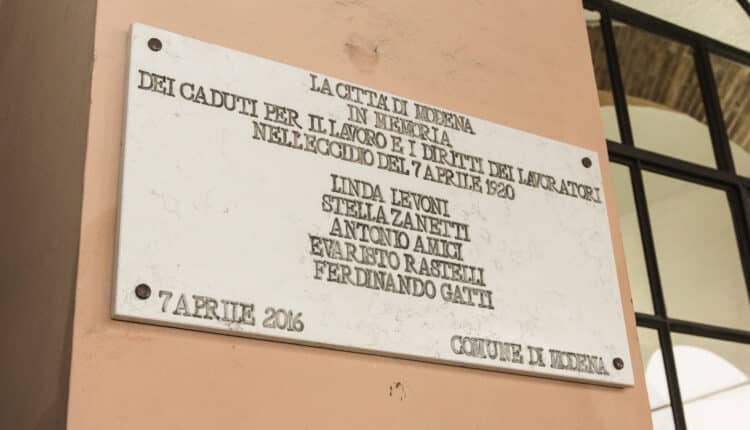 LA CITTÀ DI MODENA
IN MEMORIA
DEI CADUTI PER IL LAVORO E I DIRITTI DEI LAVORATORI
NELL'ECCIDIO DEL 7 APRILE 1920
LINDA LEVONI
STELLA ZANETTI
ANTONIO AMICI
EVARISTO RASTELLI
FERDINANDO GATTI
7 APRILE 2016
COMUNE DI MODENA